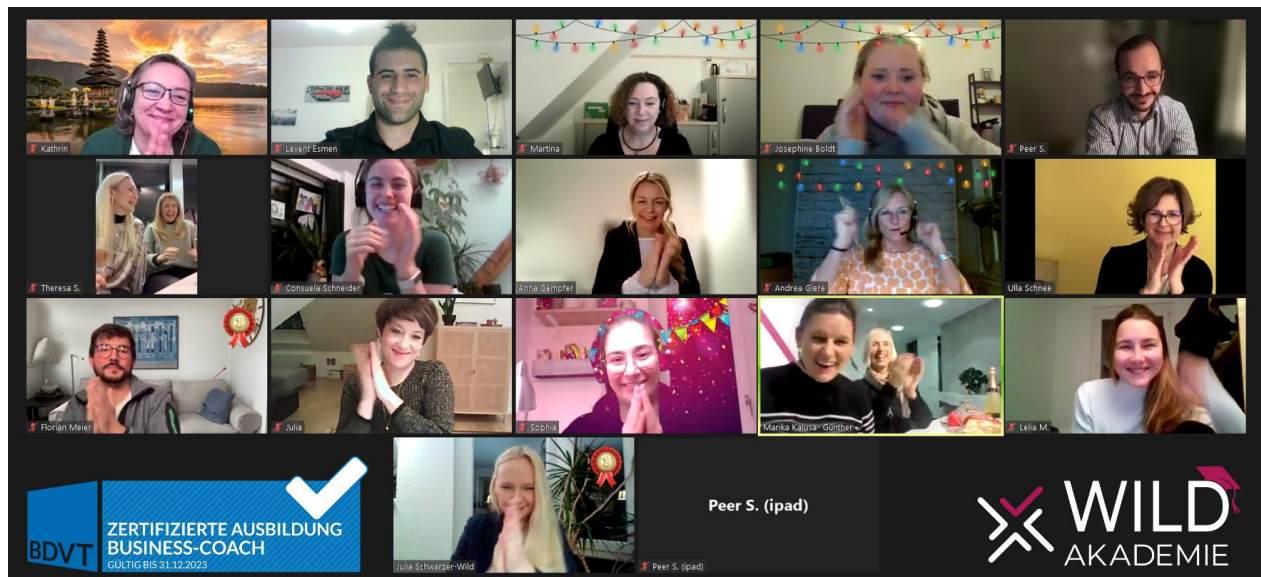 Kathrin
Levent Esmen
Martina
Josephine Boldt
Peer S.
Theresa S.
Consuela Schneider
Anna Gempfer
Andrea Giere
Ulla Schnee
Florian Meier
Julia
Sophia
Marika Kalusa- Günther
Lelia M.
1
Julia Schwarzer-Wild
1
Peer S. (ipad)
Peer S. (ipad)
BDVT
ZERTIFIZIERTE AUSBILDUNG
BUSINESS-COACH
GÜLTIG BIS 31.12.2023
WILD
AKADEMIE